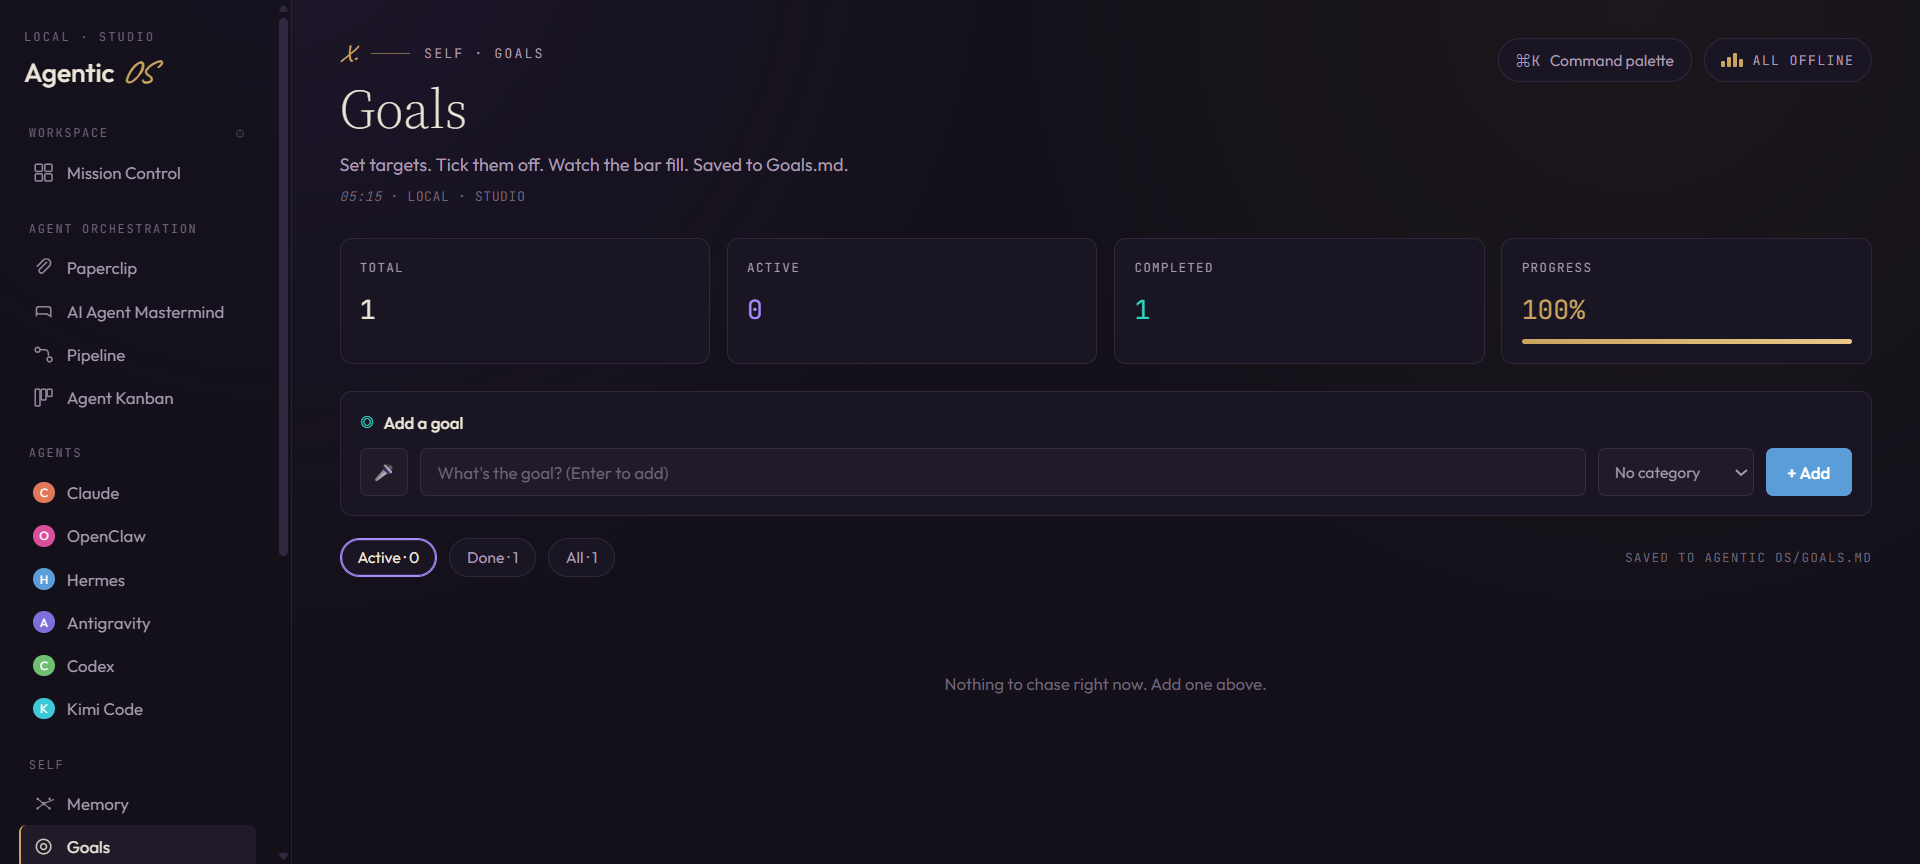 LOCAL · STUDIO
Agentic OS
WORKSPACE
Mission Control
AGENT ORCHESTRATION
Paperclip
AI Agent Mastermind
Pipeline
Agent Kanban
AGENTS
C Claude
O OpenClaw
H Hermes
A Antigravity
C Codex
K Kimi Code
SELF
Memory
Goals
SELF · GOALS
⌘K Command palette
ALL OFFLINE
Goals
Set targets. Tick them off. Watch the bar fill. Saved to Goals.md.
05:15 · LOCAL · STUDIO
TOTAL
1
ACTIVE
0
COMPLETED
1
PROGRESS
100%
Add a goal
What's the goal? (Enter to add)
No category
+ Add
Active · 0
Done · 1
All · 1
SAVED TO AGENTIC OS/GOALS.MD
Nothing to chase right now. Add one above.